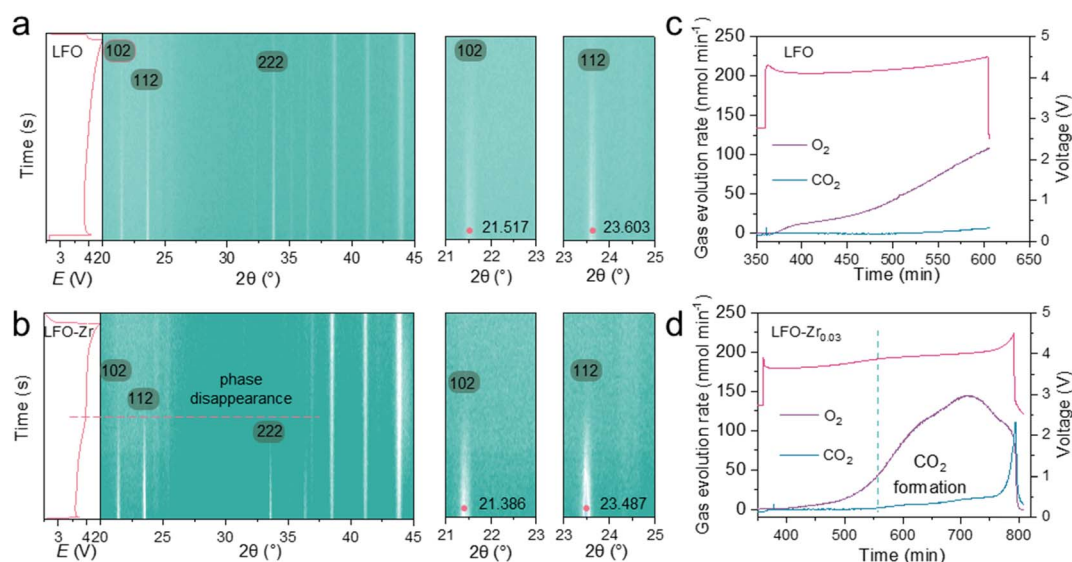 a
LFO
102
112
222
Time (s)
3
4
20
25
30
35
40
45
E (V)
2θ (°)
102
21.517
21
22
23
2θ (°)
112
23.603
23
24
25
2θ (°)
c
LFO
Gas evolution rate (nmol min⁻¹)
250
200
150
100
50
0
O₂
CO₂
350
400
450
500
550
600
650
Time (min)
5
4
3
2
1
0
Voltage (V)
b
LFO-Zr
102
112
phase
disappearance
222
Time (s)
3
4
20
25
30
35
40
45
E (V)
2θ (°)
102
21.386
21
22
23
2θ (°)
112
23.487
23
24
25
2θ (°)
d
LFO-Zr₀.₀₃
Gas evolution rate (nmol min⁻¹)
250
200
150
100
50
0
O₂
CO₂
CO₂
formation
400
500
600
700
800
Time (min)
5
4
3
2
1
0
Voltage (V)